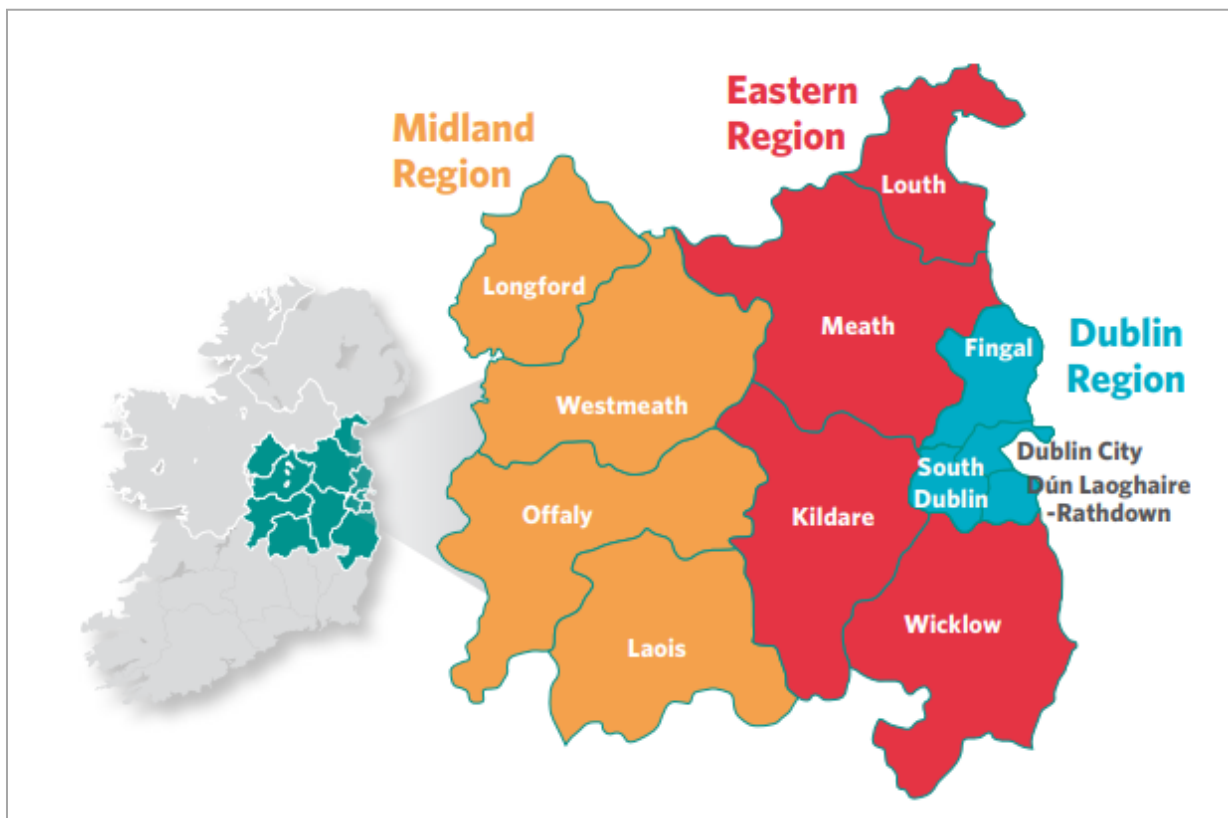 Midland
Region
Eastern
Region
Dublin
Region
Louth
Longford
Meath
Fingal
Westmeath
Dublin City
South
Dublin
Dún Laoghaire
-Rathdown
Offaly
Kildare
Wicklow
Laois